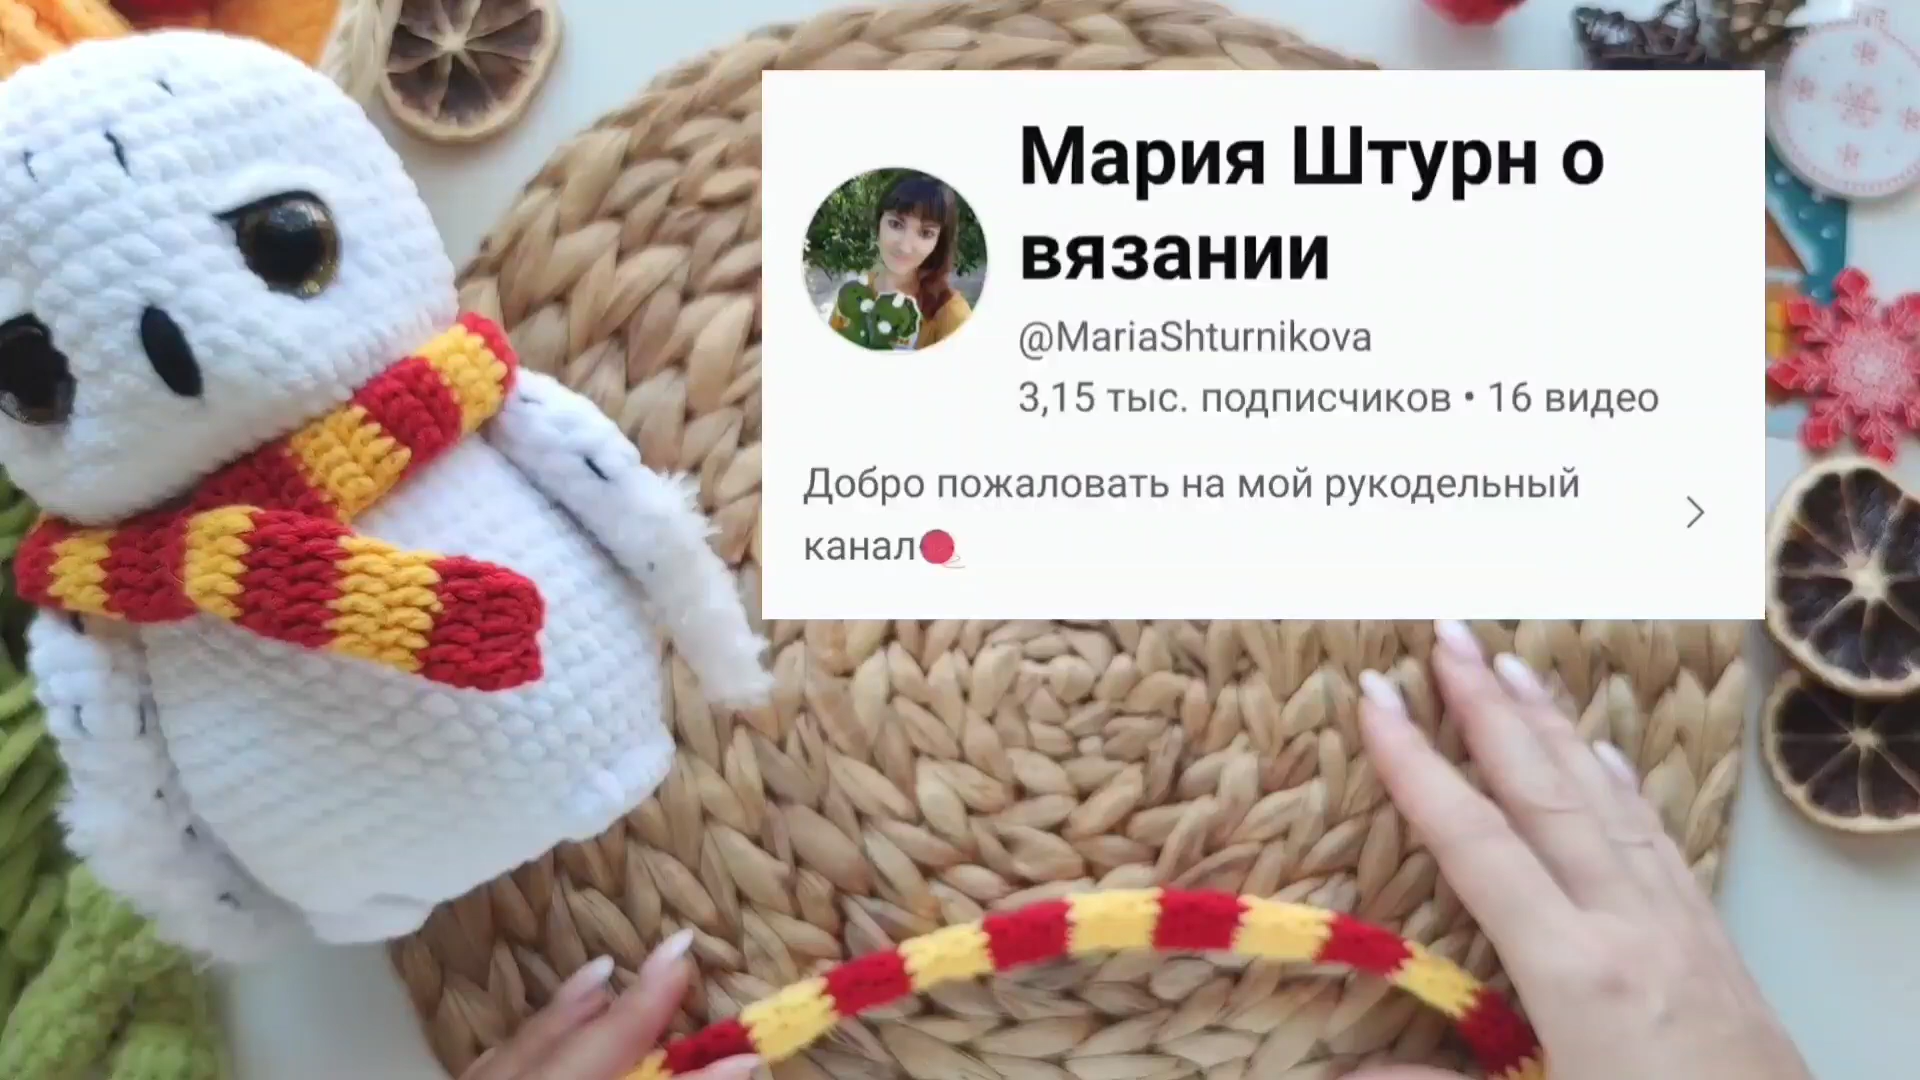 Мария Штурн о
вязании
@MariaShturnikova
3,15 тыс. подписчиков • 16 видео
Добро пожаловать на мой рукодельный
канал🧶